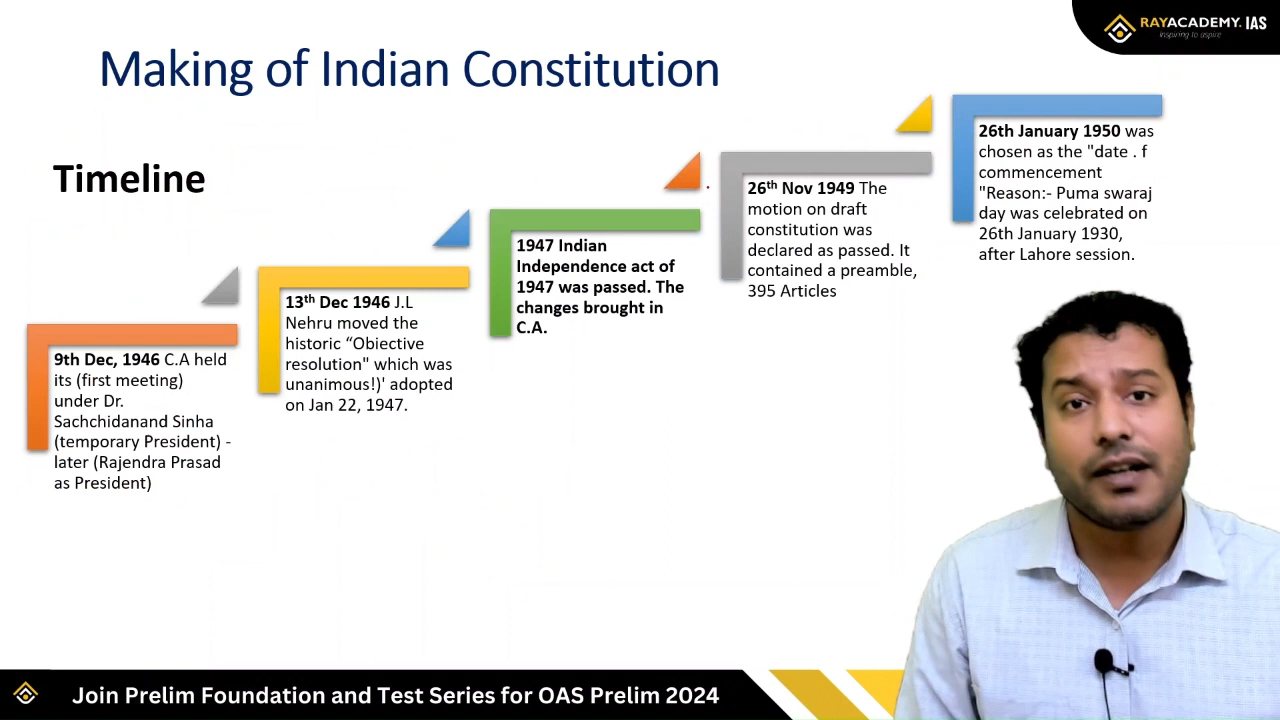 RAYACADEMY. IAS
Inspiring to aspire
Making of Indian Constitution
Timeline
9th Dec, 1946 C.A held
its (first meeting)
under Dr.
Sachchidanand Sinha
(temporary President) -
later (Rajendra Prasad
as President)
13th Dec 1946 J.L
Nehru moved the
historic “Obiective
resolution" which was
unanimous!)' adopted
on Jan 22, 1947.
1947 Indian
Independence act of
1947 was passed. The
changes brought in
C.A.
26th Nov 1949 The
motion on draft
constitution was
declared as passed. It
contained a preamble,
395 Articles
26th January 1950 was
chosen as the "date . f
commencement
"Reason:- Puma swaraj
day was celebrated on
26th January 1930,
after Lahore session.
Join Prelim Foundation and Test Series for OAS Prelim 2024